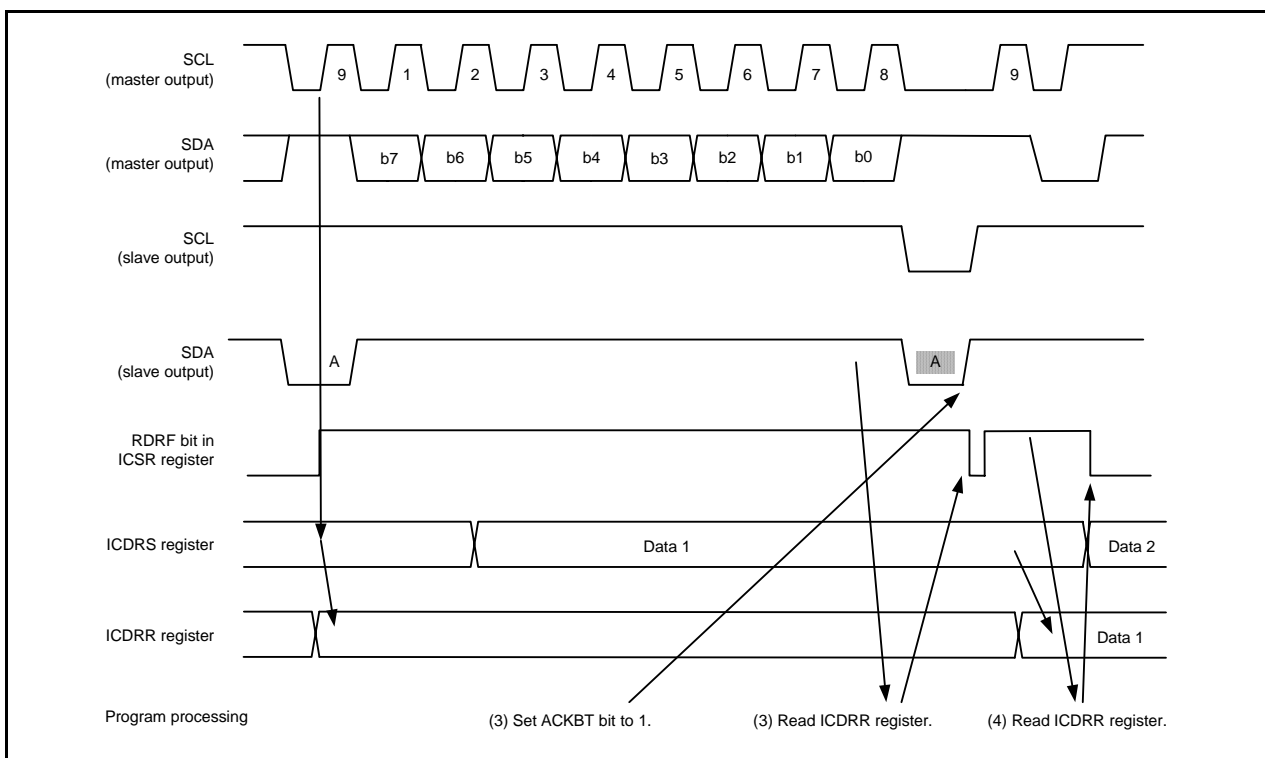 SCL
(master output)
9 1 2 3 4 5 6 7 8 9
SDA
(master output)
b7 b6 b5 b4 b3 b2 b1 b0
SCL
(slave output)
SDA
(slave output)
A A
RDRF bit in
ICSR register
ICDRS register Data 1 Data 2
ICDRR register Data 1
Program processing (3) Set ACKBT bit to 1. (3) Read ICDRR register. (4) Read ICDRR register.